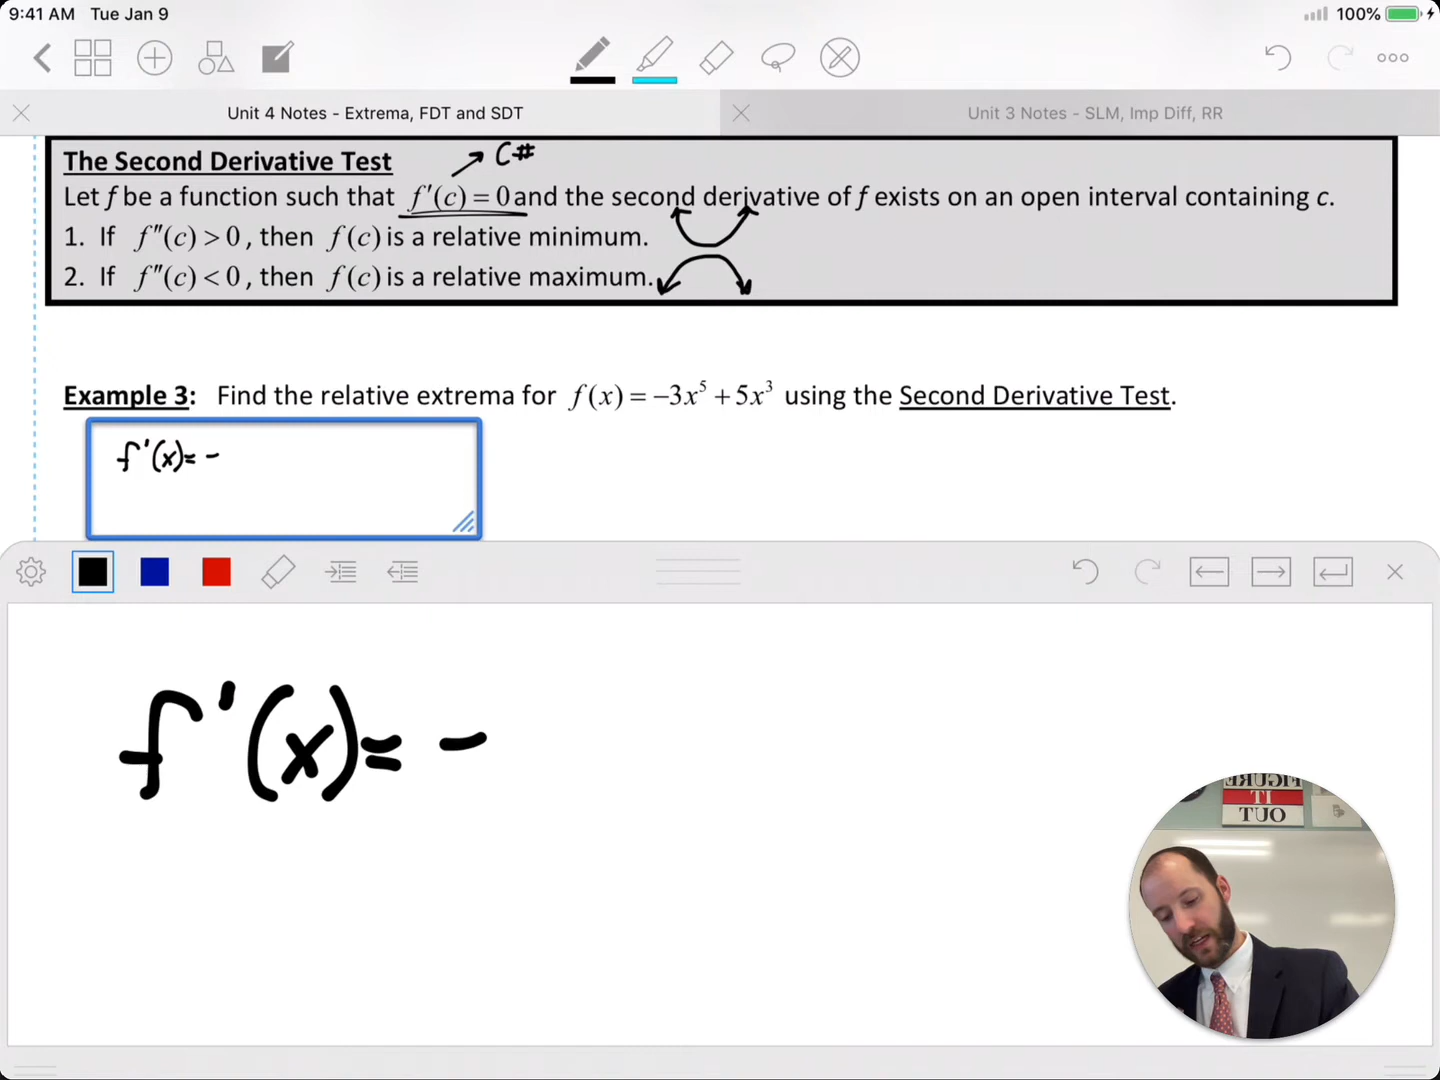 9:41 AM Tue Jan 9 100%
Unit 4 Notes - Extrema, FDT and SDT
Unit 3 Notes - SLM, Imp Diff, RR
The Second Derivative Test
C#
Let f be a function such that f'(c) = 0 and the second derivative of f exists on an open interval containing c.
1. If f''(c) > 0, then f(c) is a relative minimum.
2. If f''(c) < 0, then f(c) is a relative maximum.
Example 3: Find the relative extrema for f(x) = −3x⁵ + 5x³ using the Second Derivative Test.
f'(x)= -
f'(x)= -
FIGURE
IT
OUT